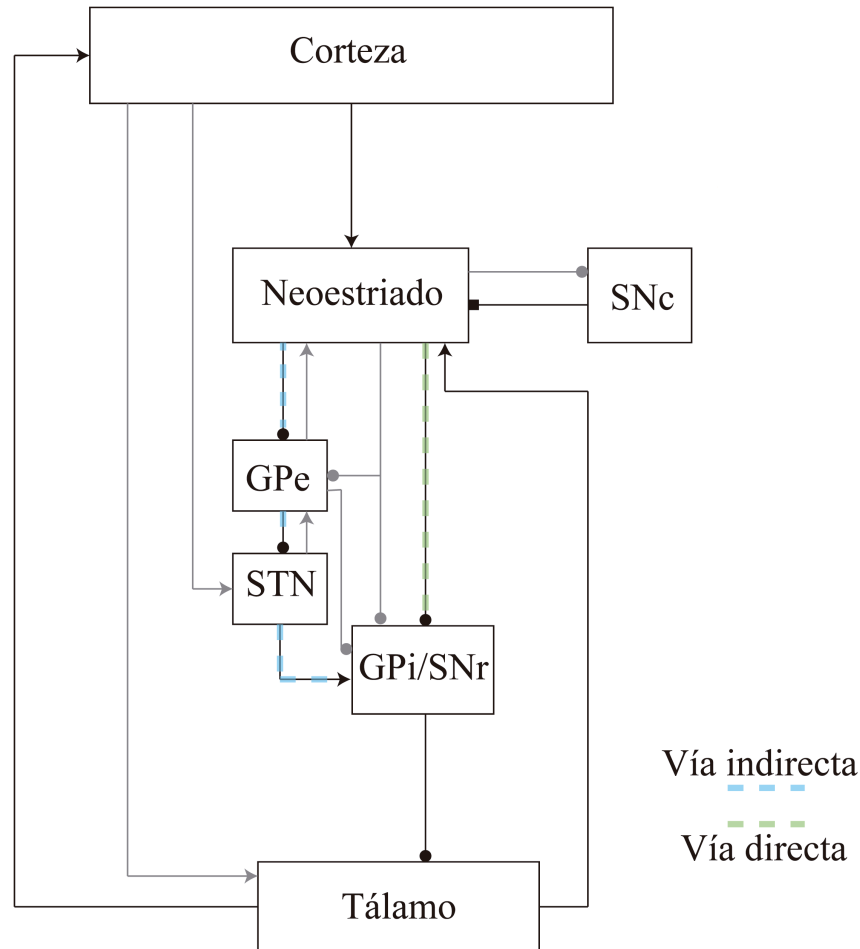 Corteza
Neoestriado
SNc
GPe
STN
GPi/SNr
Vía indirecta
Vía directa
Tálamo